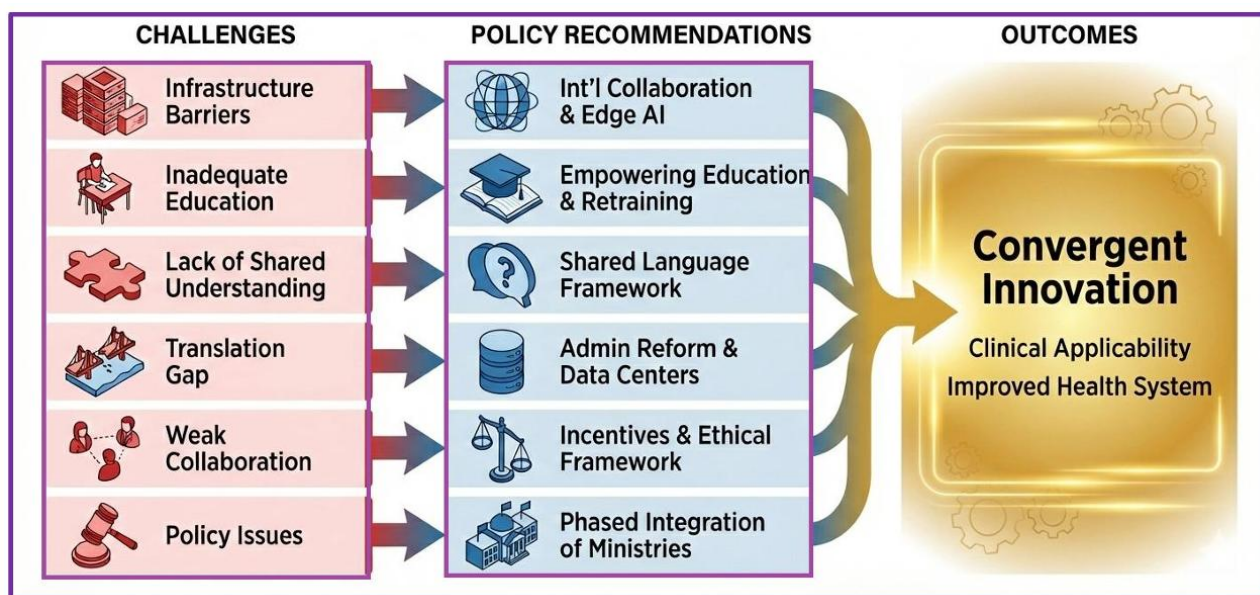 CHALLENGES
POLICY RECOMMENDATIONS
OUTCOMES
Infrastructure
Barriers
Int'l Collaboration
& Edge AI
Inadequate
Education
Empowering Education
& Retraining
Lack of Shared
Understanding
?
Shared Language
Framework
Translation
Gap
Admin Reform &
Data Centers
Weak
Collaboration
Incentives & Ethical
Framework
Policy Issues
Phased Integration
of Ministries
Convergent
Innovation
Clinical Applicability
Improved Health System